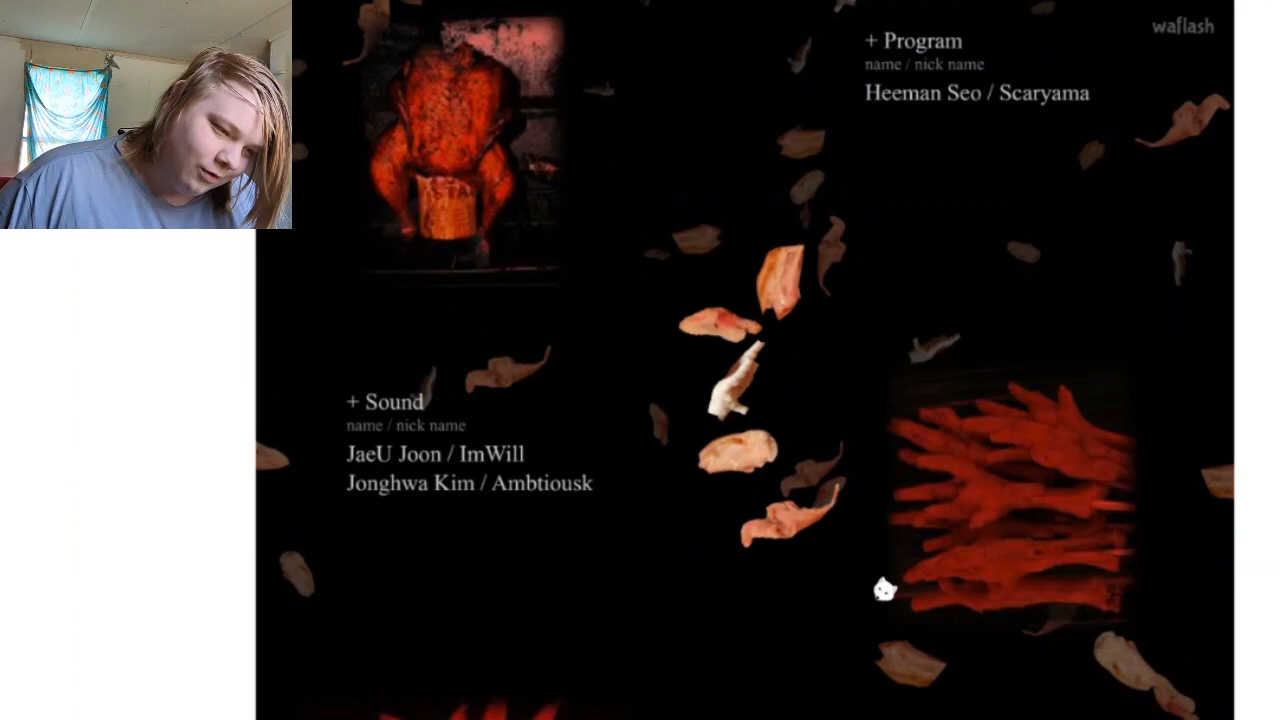 waflash
+ Program
name / nick name
Heeman Seo / Scaryama
+ Sound
name / nick name
JaeU Joon / ImWill
Jonghwa Kim / Ambtiousk